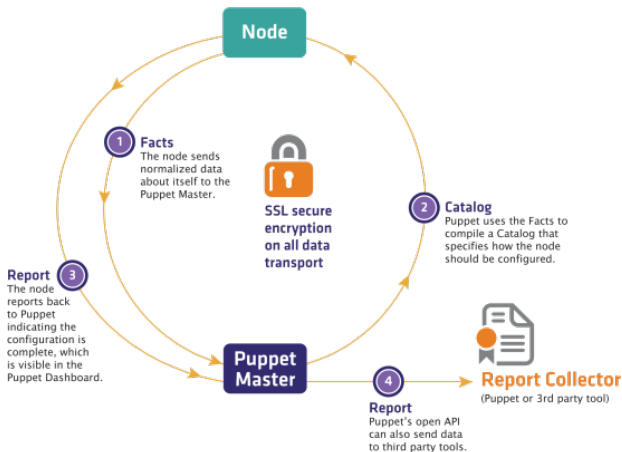 Node
1
Facts
The node sends
normalized data
about itself to the
Puppet Master.
SSL secure
encryption
on all data
transport
2
Catalog
Puppet uses the Facts to
compile a Catalog that
specifies how the node
should be configured.
Report
3
The node
reports back
to Puppet
indicating the
configuration is
complete, which
is visible in the
Puppet Dashboard.
Puppet
Master
4
Report
Puppet's open API
can also send data
to third party tools.
Report Collector
(Puppet or 3rd party tool)